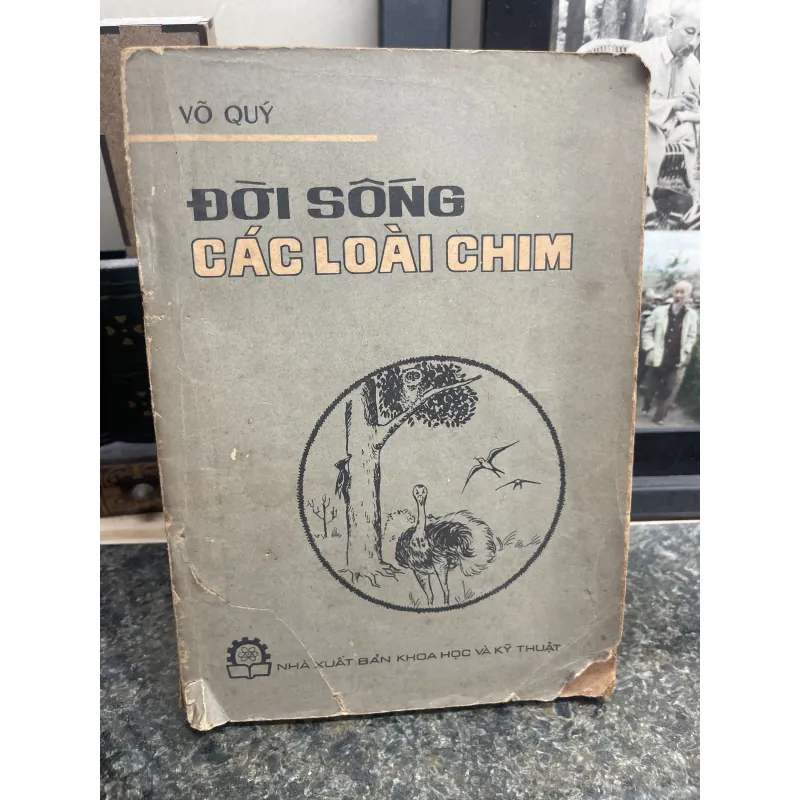 VÕ QUÝ
ĐỜI SỐNG
CÁC LOÀI CHIM
NHÀ XUẤT BẢN KHOA HỌC VÀ KỸ THUẬT